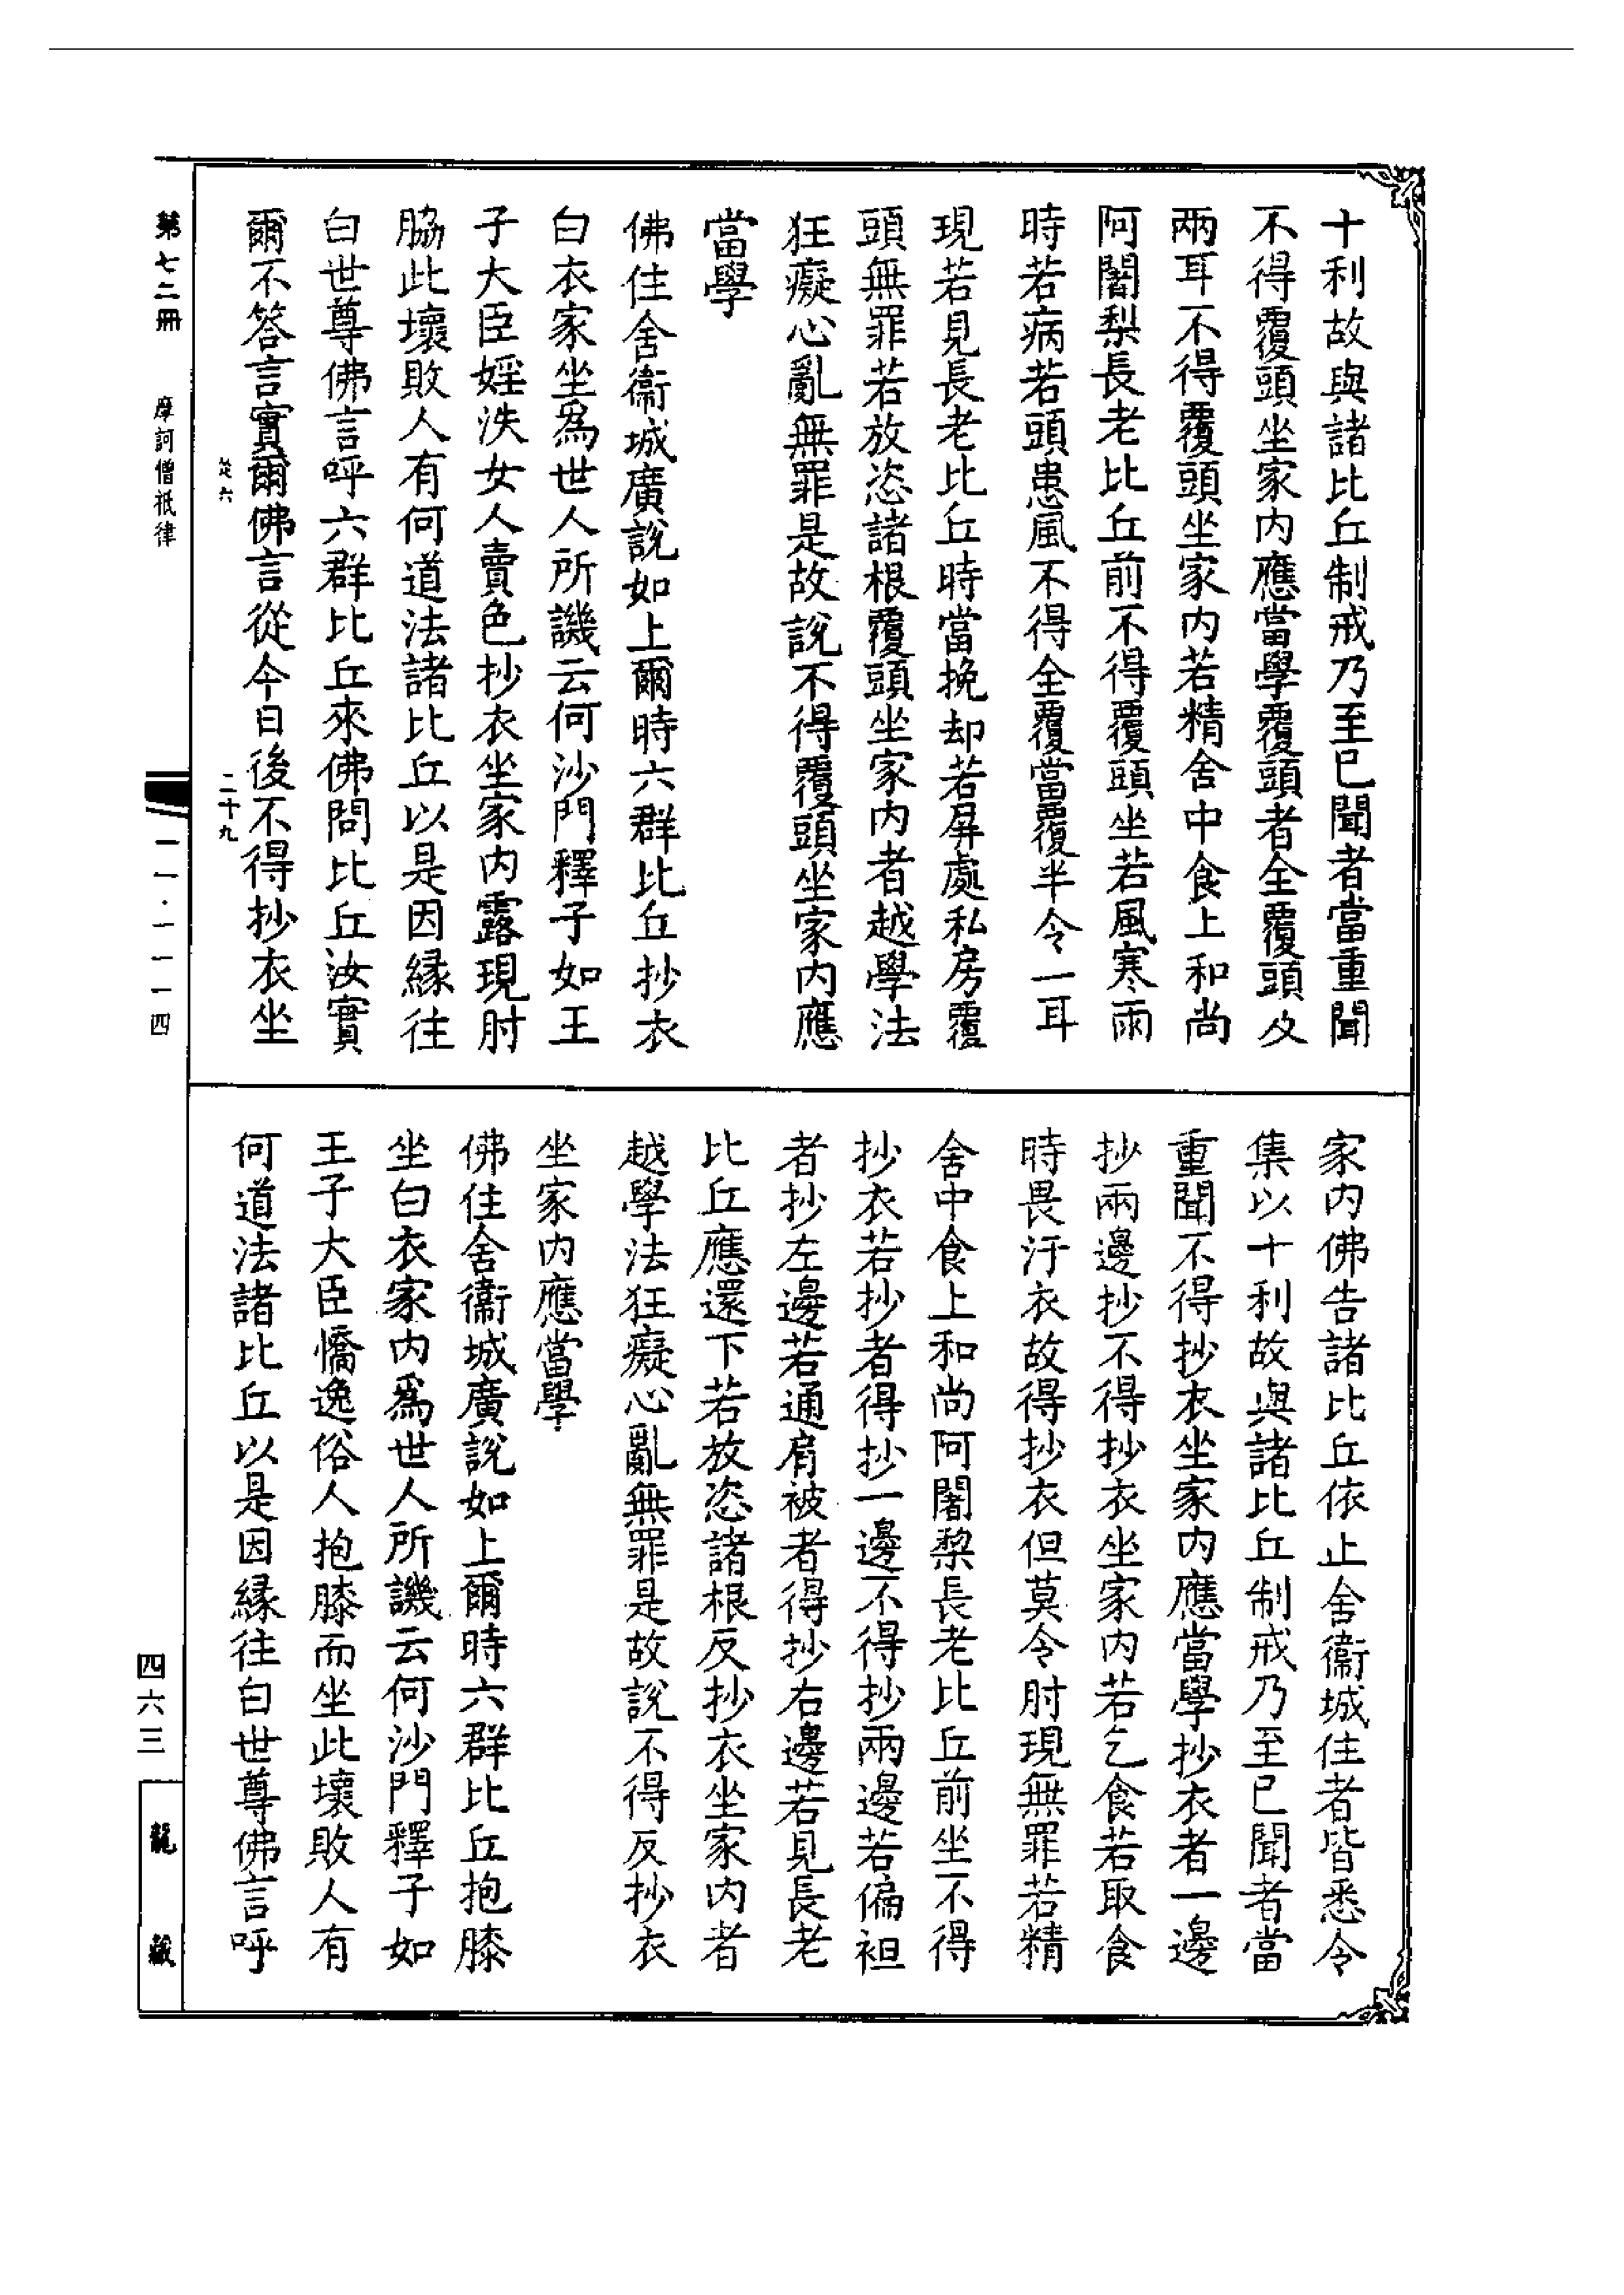 十利故與諸比丘制戒乃至已聞者當重聞
不得覆頭坐家内應當學覆頭者全覆頭及
兩耳不得覆頭坐家内若精舍中食上和尚
阿闍梨長老比丘前不得覆頭坐若風寒雨
時若病若頭患風不得全覆當覆半令一耳
現若見長老比丘時當挽却若屏處私房覆
頭無罪若放恣諸根覆頭坐家内者越學法
狂癡心亂無罪是故說不得覆頭坐家内應
當學
佛住舍衞城廣說如上爾時六群比丘抄衣
白衣家坐為世人所譏云何沙門釋子如王
子大臣婬泆女人賣色抄衣坐家内露現肘
脇此壞敗人有何道法諸比丘以是因縁往
白世尊佛言呼六群比丘來佛問比丘汝實
爾不答言實爾佛言從今日後不得抄衣坐
家内佛告諸比丘依止舍衞城住者皆悉令
集以十利故與諸比丘制戒乃至已聞者當
重聞不得抄衣坐家内應當學抄衣者一邊
抄兩邊抄不得抄衣坐家内若乞食若取食
時畏汙衣故得抄衣但莫令肘現無罪若精
舍中食上和尚阿闍梨長老比丘前坐不得
抄衣若抄者得抄一邊不得抄兩邊若偏袒
者抄左邊若通肩被者得抄右邊若見長老
比丘應還下若放恣諸根反抄衣坐家内者
越學法狂癡心亂無罪是故說不得反抄衣
坐家内應當學
佛住舍衞城廣說如上爾時六群比丘抱膝
坐白衣家内爲世人所譏云何沙門釋子如
王子大臣憍逸俗人抱膝而坐此壞敗人有
何道法諸比丘以是因縁往白世尊佛言呼
第七二冊
摩訶僧祇律
二一·一一一四
四六三
龍藏
二十九